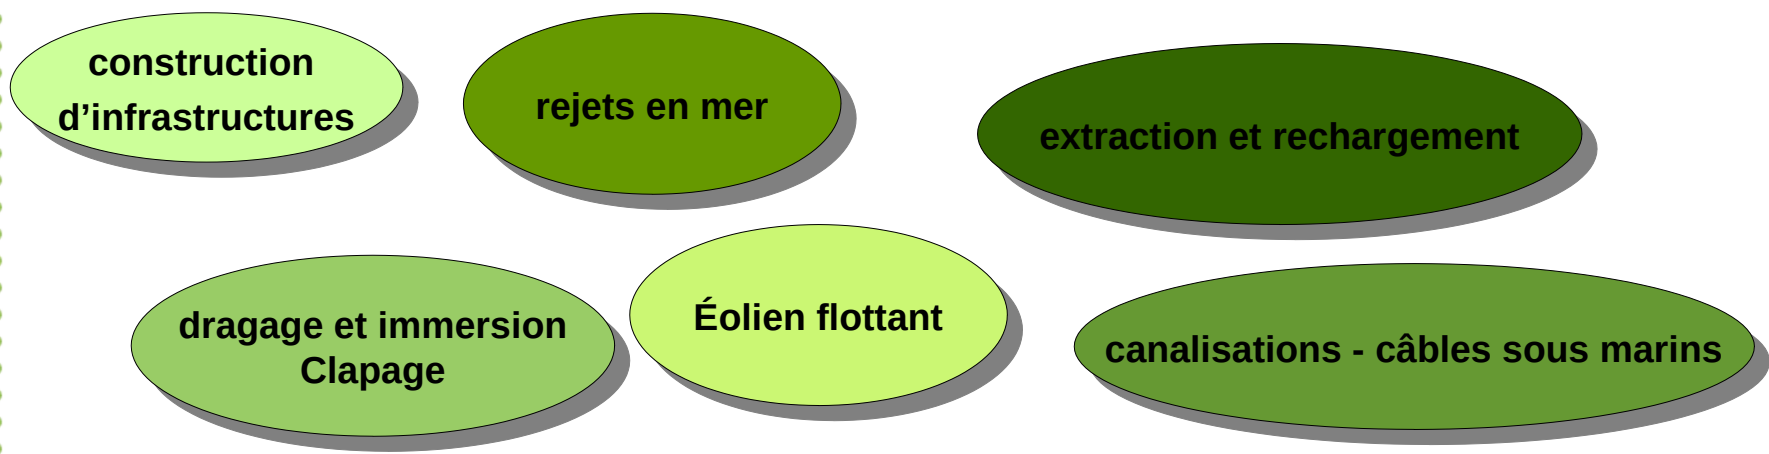 construction
d’infrastructures
rejets en mer
extraction et rechargement
dragage et immersion
Clapage
Éolien flottant
canalisations - câbles sous marins